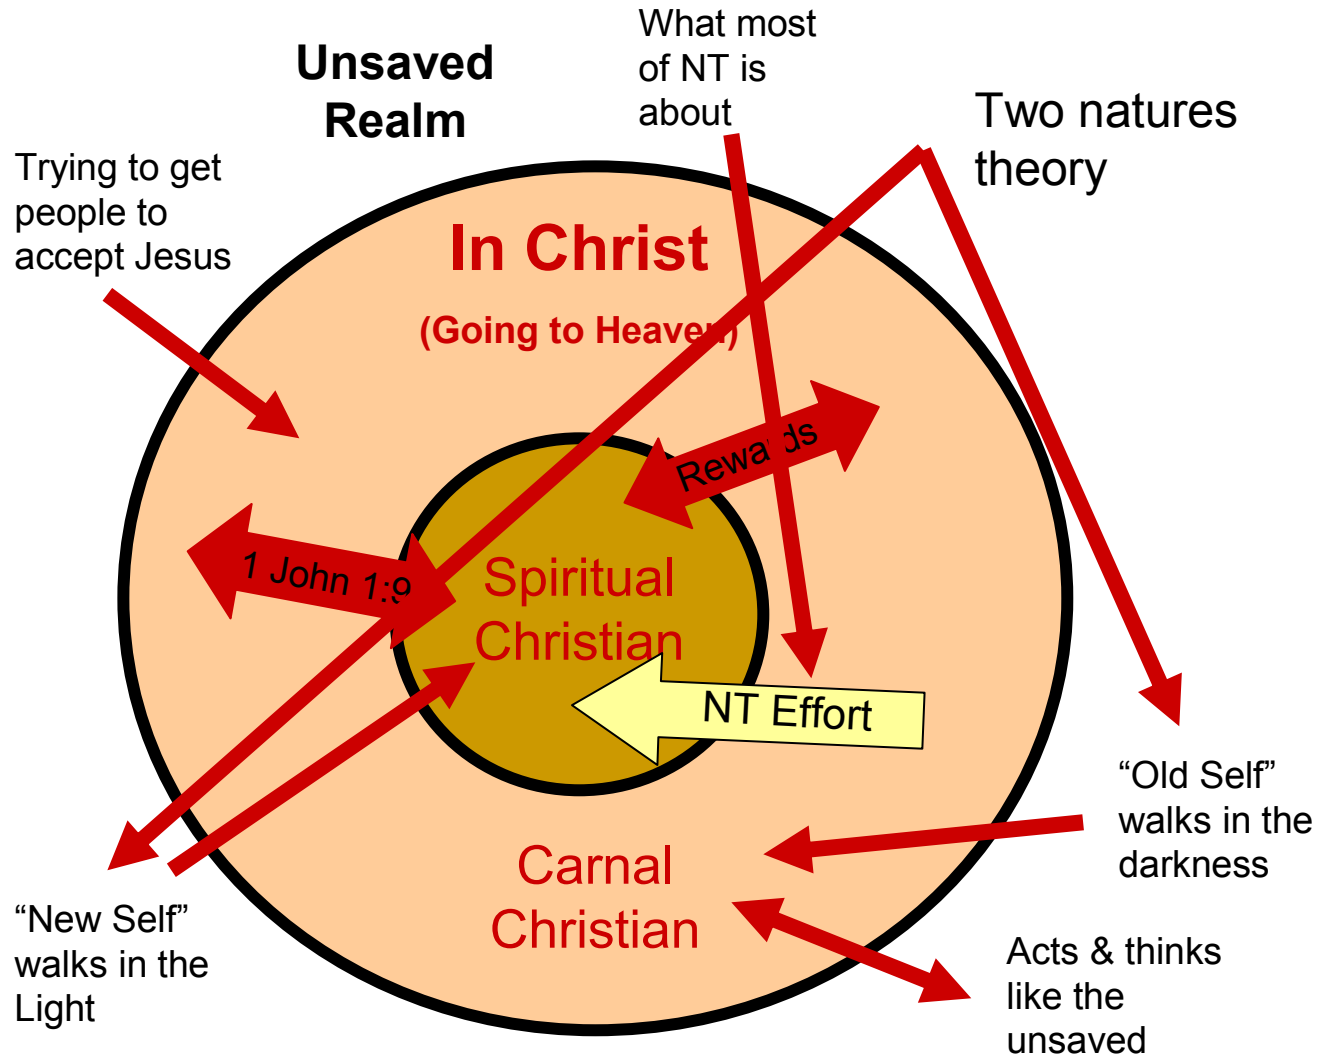 What most
of NT is
about
Unsaved
Realm
Two natures
theory
Trying to get
people to
accept Jesus
In Christ
(Going to Heaven)
Rewards
1 John 1:9
Spiritual
Christian
NT Effort
“Old Self”
walks in the
darkness
Carnal
Christian
“New Self”
walks in the
Light
Acts & thinks
like the
unsaved